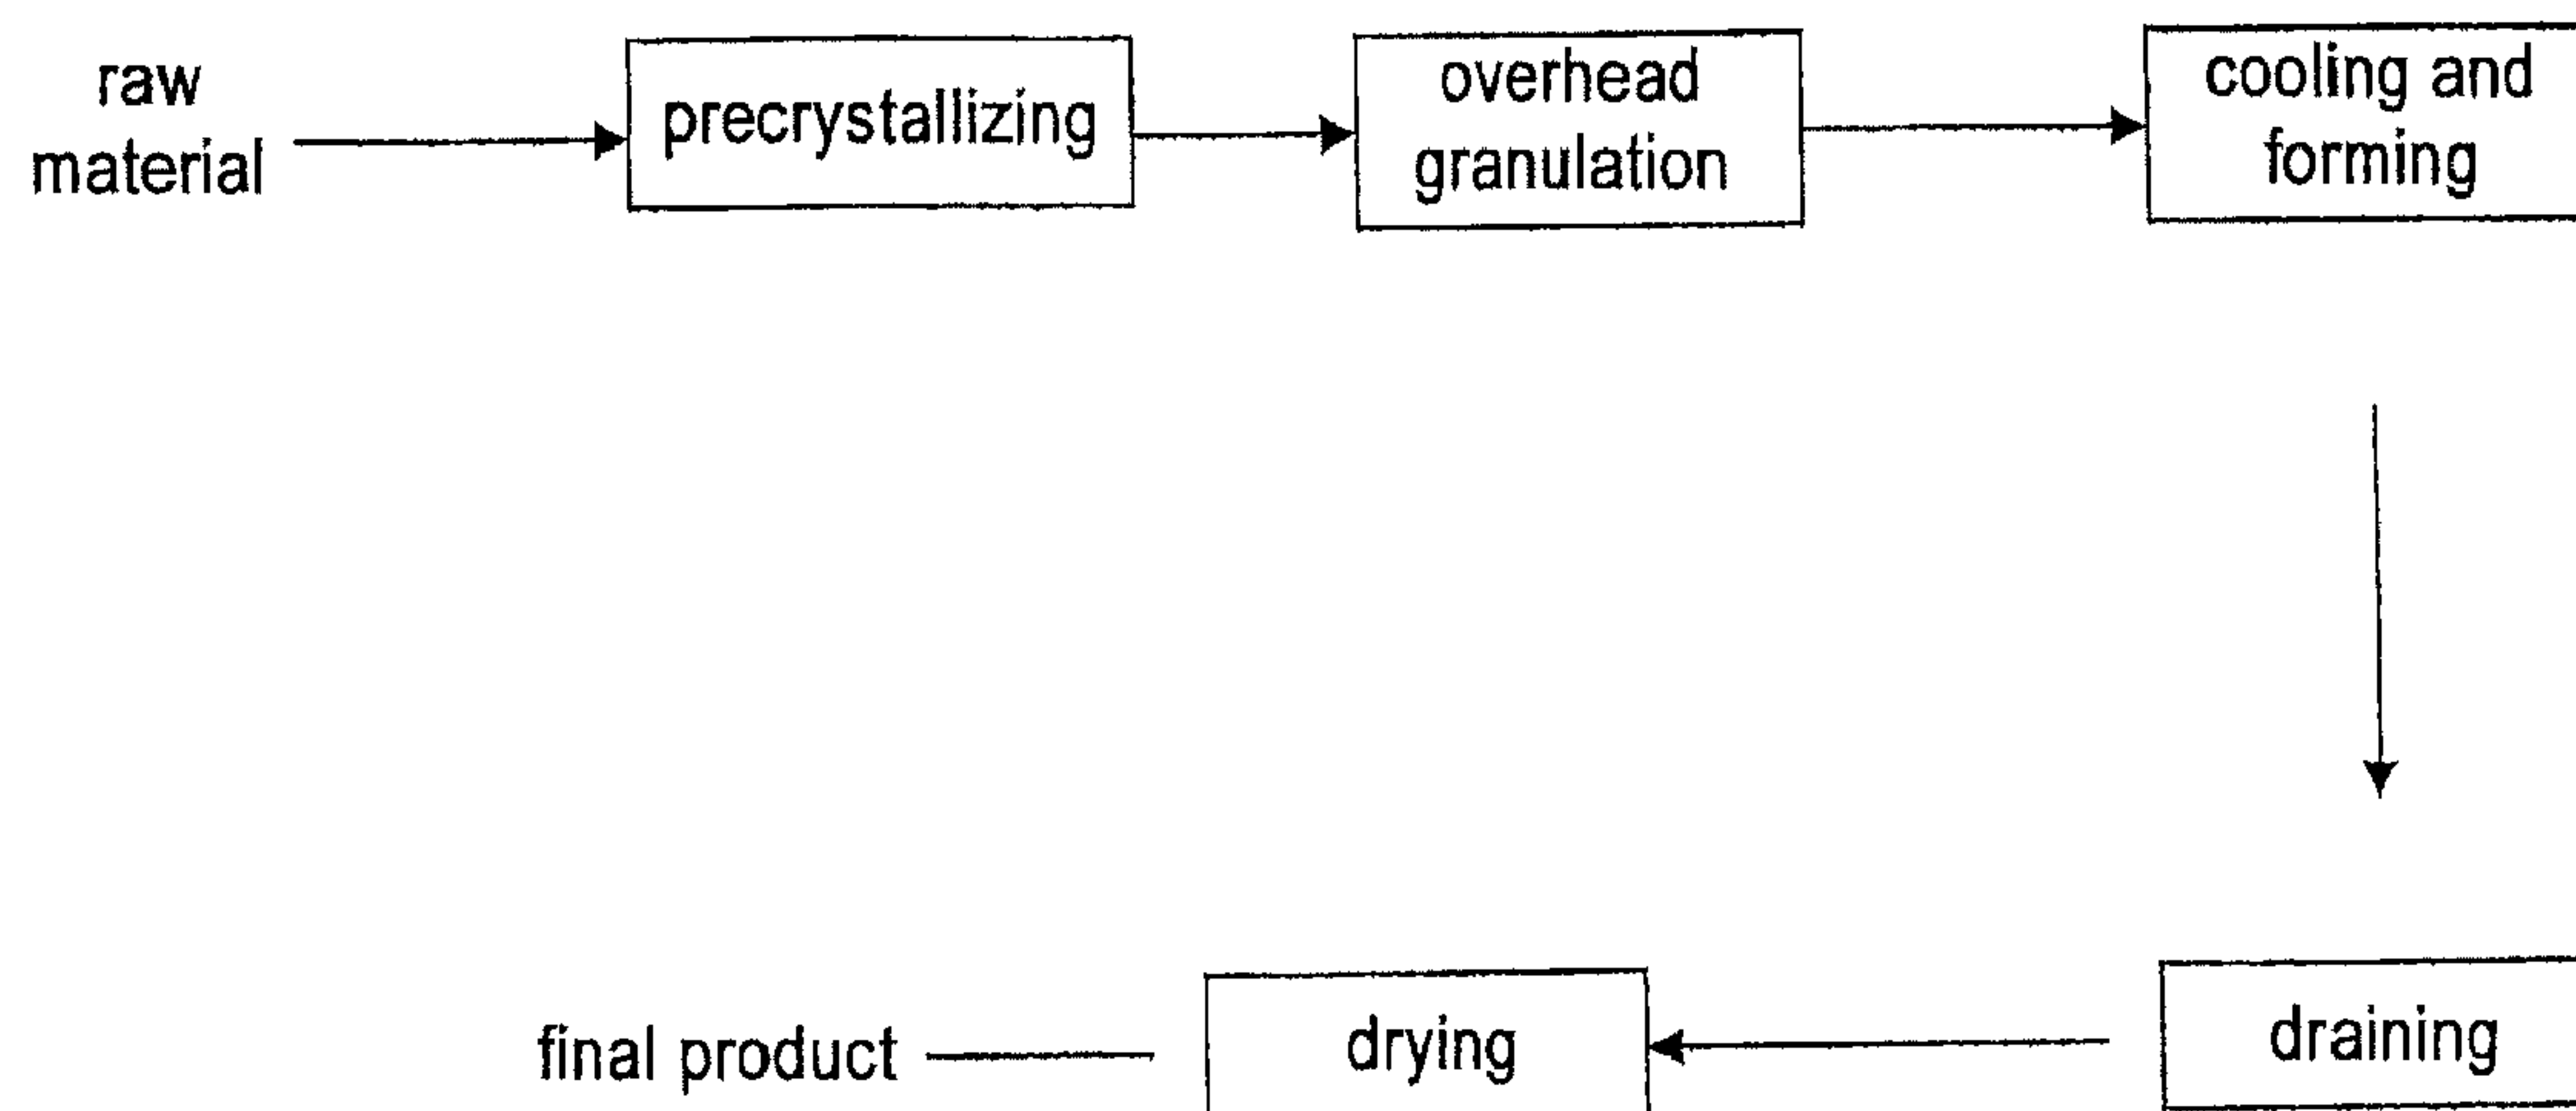 raw
material
precrystallizing
overhead
granulation
cooling and
forming
draining
drying
final product